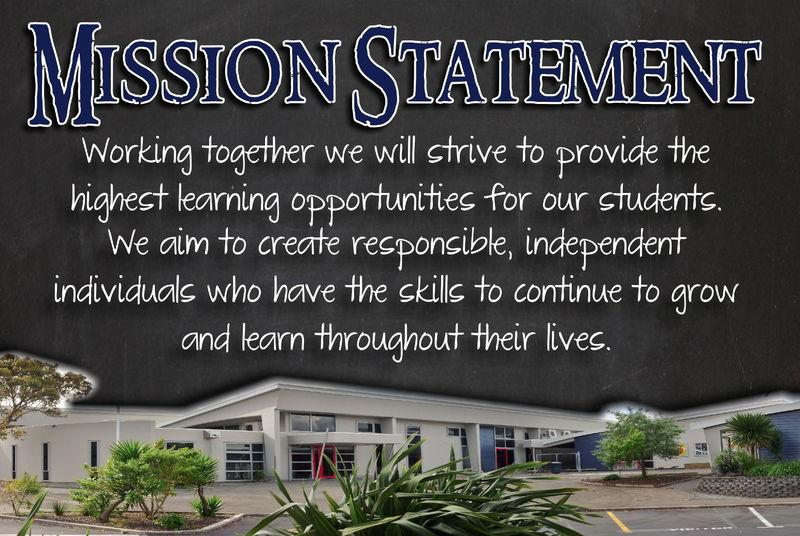 MISSION STATEMENT
Working together we will strive to provide the
highest learning opportunities for our students.
We aim to create responsible, independent
individuals who have the skills to continue to grow
and learn throughout their lives.
VISITOR